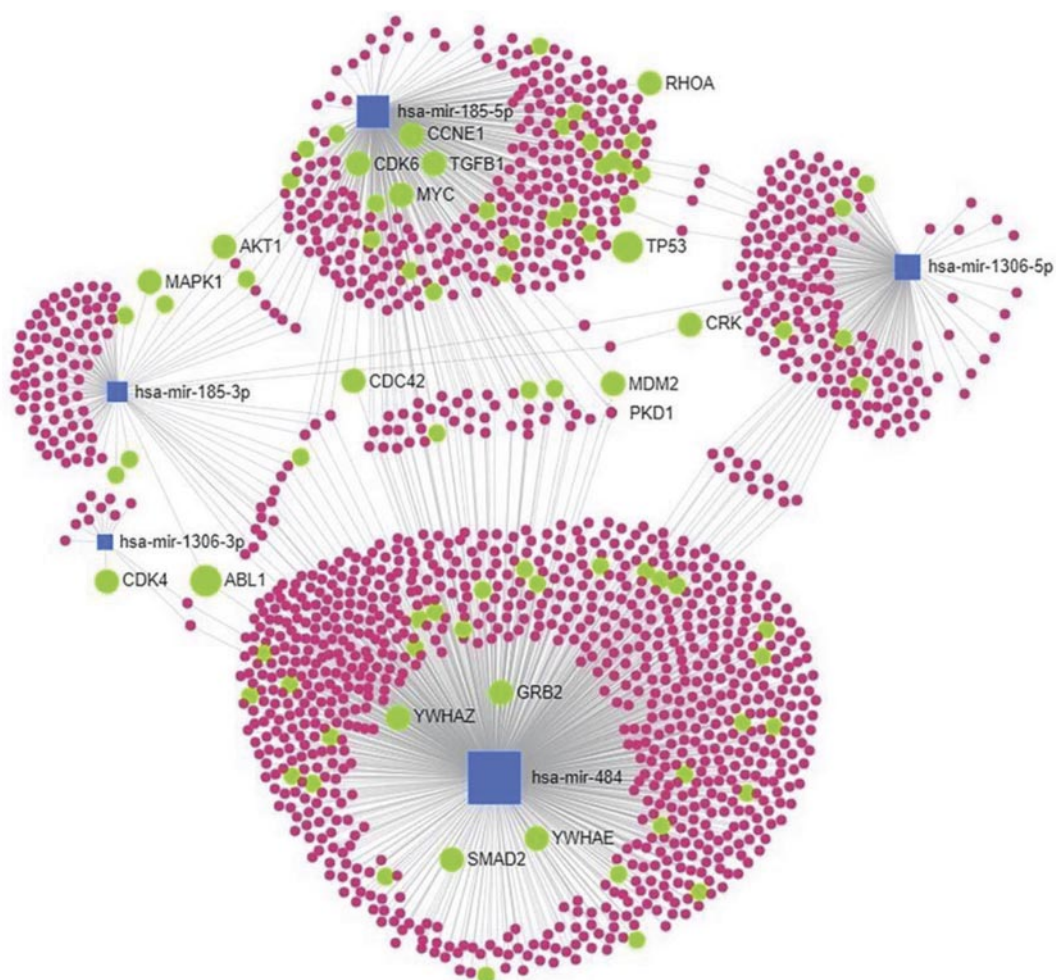 RHOA
hsa-mir-185-5p
CCNE1
CDK6
TGFB1
MYC
AKT1
TP53
hsa-mir-1306-5p
MAPK1
CRK
CDC42
MDM2
hsa-mir-185-3p
PKD1
hsa-mir-1306-3p
CDK4
ABL1
GRB2
YWHAZ
hsa-mir-484
YWHAE
SMAD2